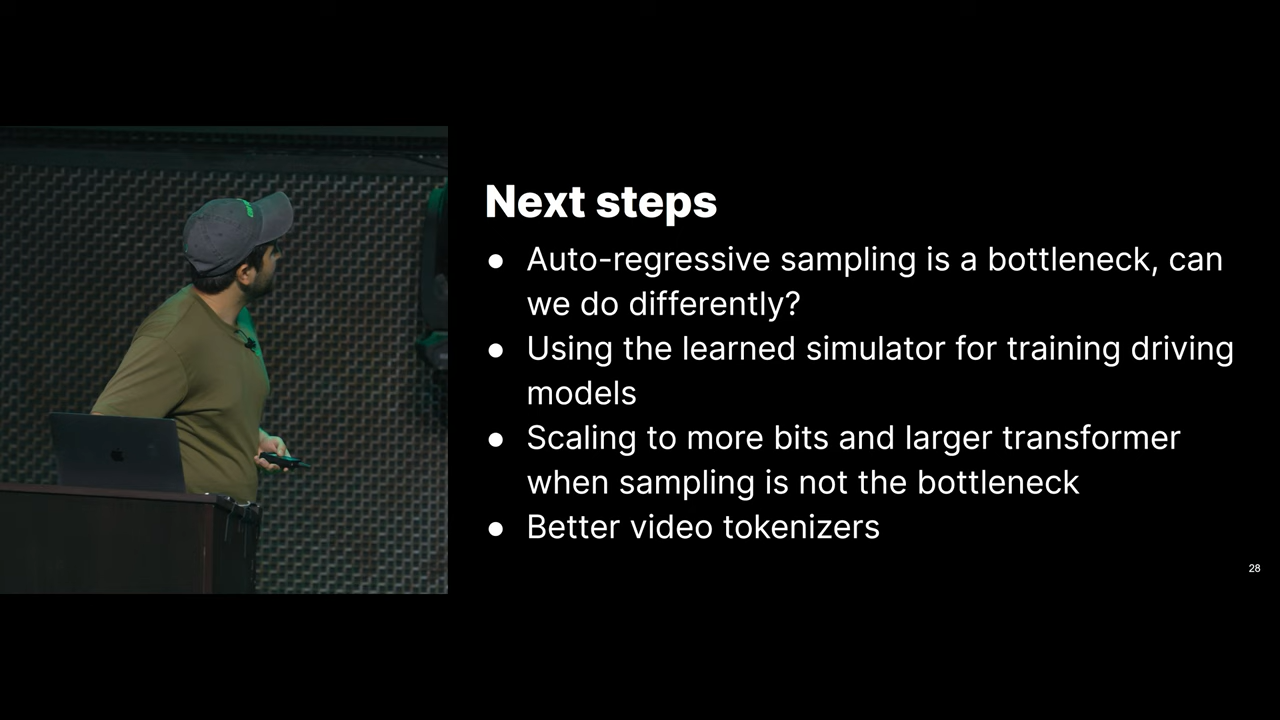 Next steps
● Auto-regressive sampling is a bottleneck, can
we do differently?
● Using the learned simulator for training driving
models
● Scaling to more bits and larger transformer
when sampling is not the bottleneck
● Better video tokenizers
28